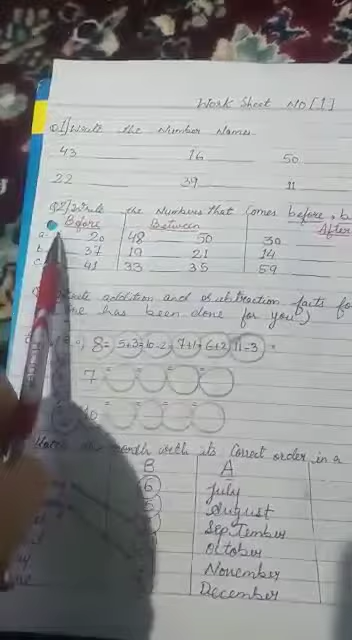 Work Sheet NO [1]
Q1] Write the Number Names
43 16 50
22 39 11
Q2] Write the Numbers that comes before, b
Before Between After
a 20 48 50 30
b 37 19 21 14
c 41 33 35 59
addition and subtraction facts fo
one has been done for you)
8 = 5+3 = 10-2 = 7+1 = 6+2 = 11-3
7 = = =
10 = = =
month with its Correct order in a
B A
6 July
August
September
October
November
December